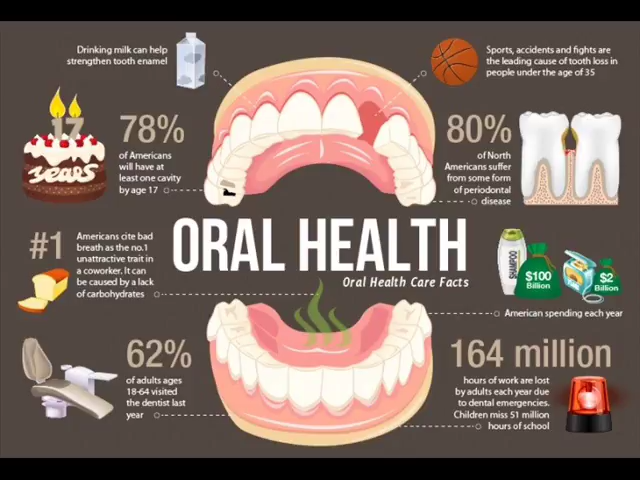 Drinking milk can help
strengthen tooth enamel
Sports, accidents and fights are
the leading cause of tooth loss in
people under the age of 35
17
years
78%
of Americans
will have at
least one cavity
by age 17
80%
of North
Americans suffer
from some form
of periodontal
disease
#1
Americans cite bad
breath as the no.1
unattractive trait in
a coworker. It can
be caused by a lack
of carbohydrates
ORAL HEALTH
Oral Health Care Facts
SHAMPOO
$100
Billion
$2
Billion
American spending each year
62%
of adults ages
18-64 visited
the dentist last
year
164 million
hours of work are lost
by adults each year due
to dental emergencies.
Children miss 51 million
hours of school